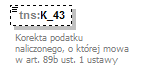 tns:K_43
Korekta podatku
naliczonego, o której mowa
w art. 89b ust. 1 ustawy